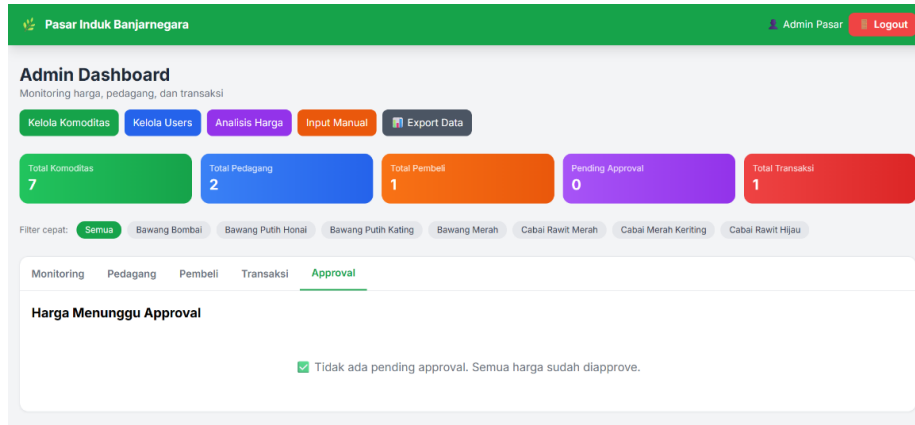 Pasar Induk Banjarnegara
Admin Pasar
Logout
Admin Dashboard
Monitoring harga, pedagang, dan transaksi
Kelola Komoditas
Kelola Users
Analisis Harga
Input Manual
Export Data
Total Komoditas
7
Total Pedagang
2
Total Pembeli
1
Pending Approval
0
Total Transaksi
1
Filter cepat:
Semua
Bawang Bombai
Bawang Putih Honai
Bawang Putih Kating
Bawang Merah
Cabai Rawit Merah
Cabai Merah Keriting
Cabai Rawit Hijau
Monitoring
Pedagang
Pembeli
Transaksi
Approval
Harga Menunggu Approval
Tidak ada pending approval. Semua harga sudah diapprove.